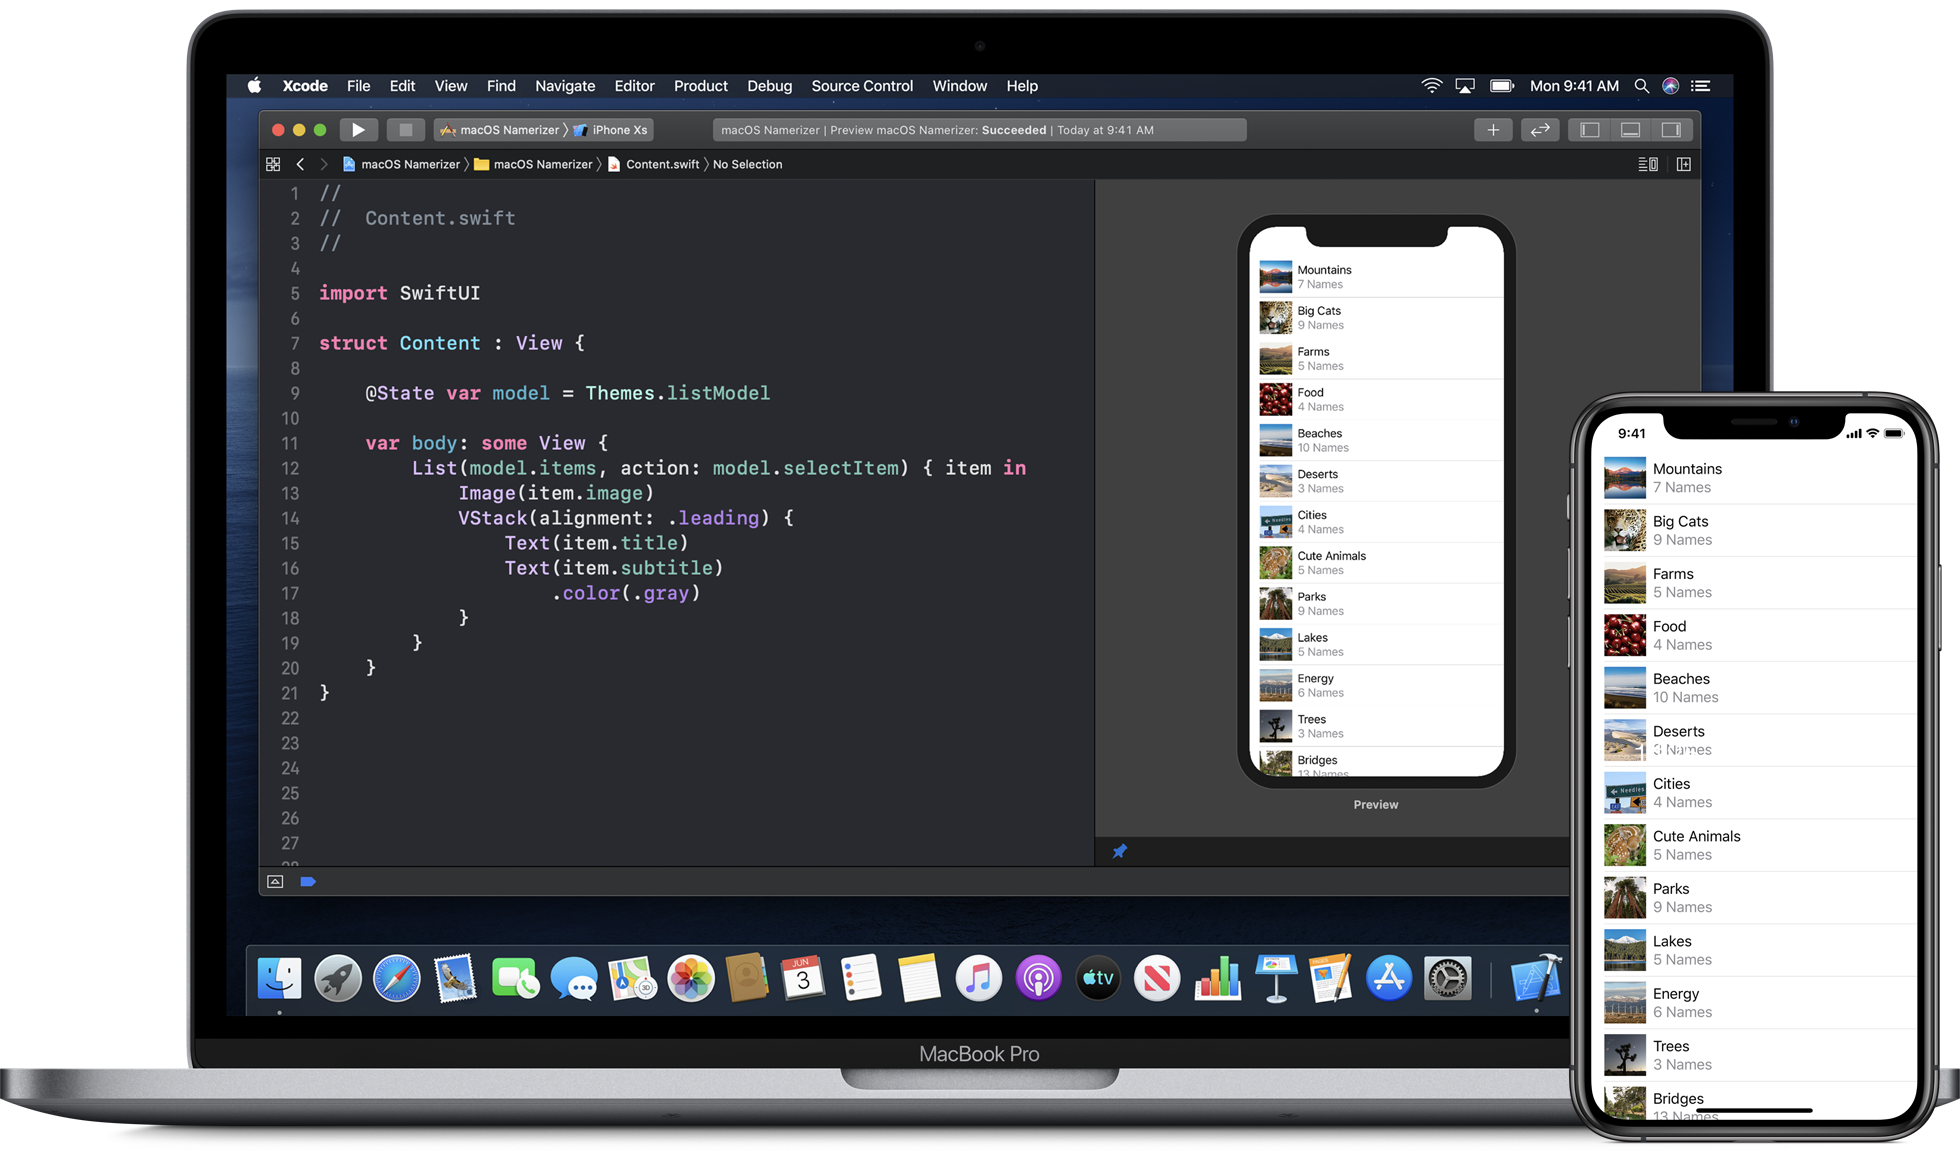 Xcode File Edit View Find Navigate Editor Product Debug Source Control Window Help Mon 9:41 AM
macOS Namerizer iPhone Xs
macOS Namerizer | Preview macOS Namerizer: Succeeded | Today at 9:41 AM
macOS Namerizer macOS Namerizer Content.swift No Selection
1 //
2 //  Content.swift
3 //
4
5 import SwiftUI
6
7 struct Content : View {
8
9     @State var model = Themes.listModel
10
11     var body: some View {
12         List(model.items, action: model.selectItem) { item in
13             Image(item.image)
14             VStack(alignment: .leading) {
15                 Text(item.title)
16                 Text(item.subtitle)
17                     .color(.gray)
18             }
19         }
20     }
21 }
22
23
24
25
26
27
28
Mountains
7 Names
Big Cats
9 Names
Farms
5 Names
Food
4 Names
Beaches
10 Names
Deserts
3 Names
Cities
4 Names
Cute Animals
5 Names
Parks
9 Names
Lakes
5 Names
Energy
6 Names
Trees
3 Names
Bridges
13 Names
Preview
JUN
3
3D
tv
PAGES
MacBook Pro
9:41
Mountains
7 Names
Big Cats
9 Names
Farms
5 Names
Food
4 Names
Beaches
10 Names
Deserts
3 Names
Needles
Cities
4 Names
Cute Animals
5 Names
Parks
9 Names
Lakes
5 Names
Energy
6 Names
Trees
3 Names
Bridges
13 Names